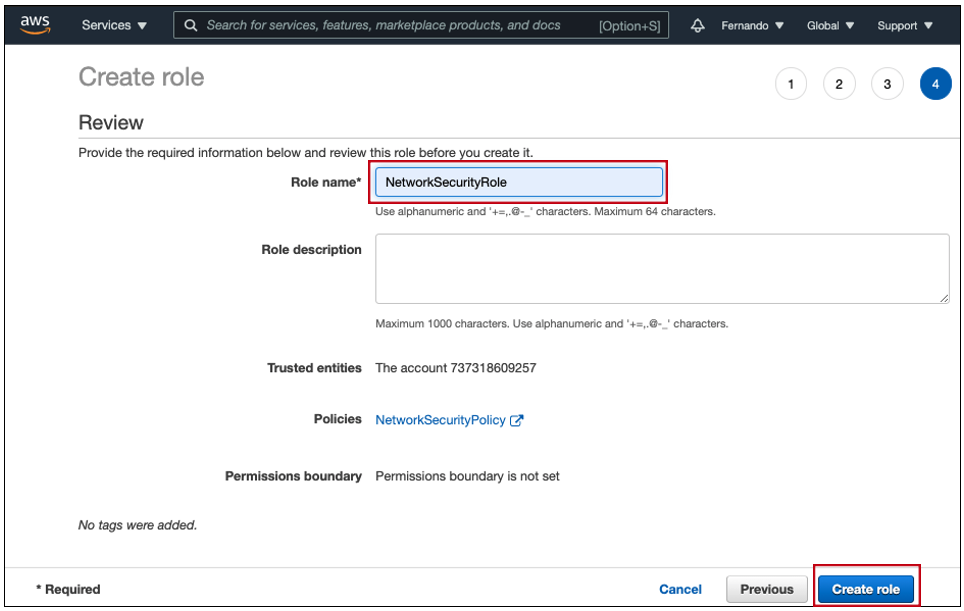 aws Services Search for services, features, marketplace products, and docs [Option+S] Fernando Global Support
Create role
1 2 3 4
Review
Provide the required information below and review this role before you create it.
Role name* NetworkSecurityRole
Use alphanumeric and '+=,.@-_' characters. Maximum 64 characters.
Role description
Maximum 1000 characters. Use alphanumeric and '+=,.@-_' characters.
Trusted entities The account 737318609257
Policies NetworkSecurityPolicy
Permissions boundary Permissions boundary is not set
No tags were added.
* Required Cancel Previous Create role